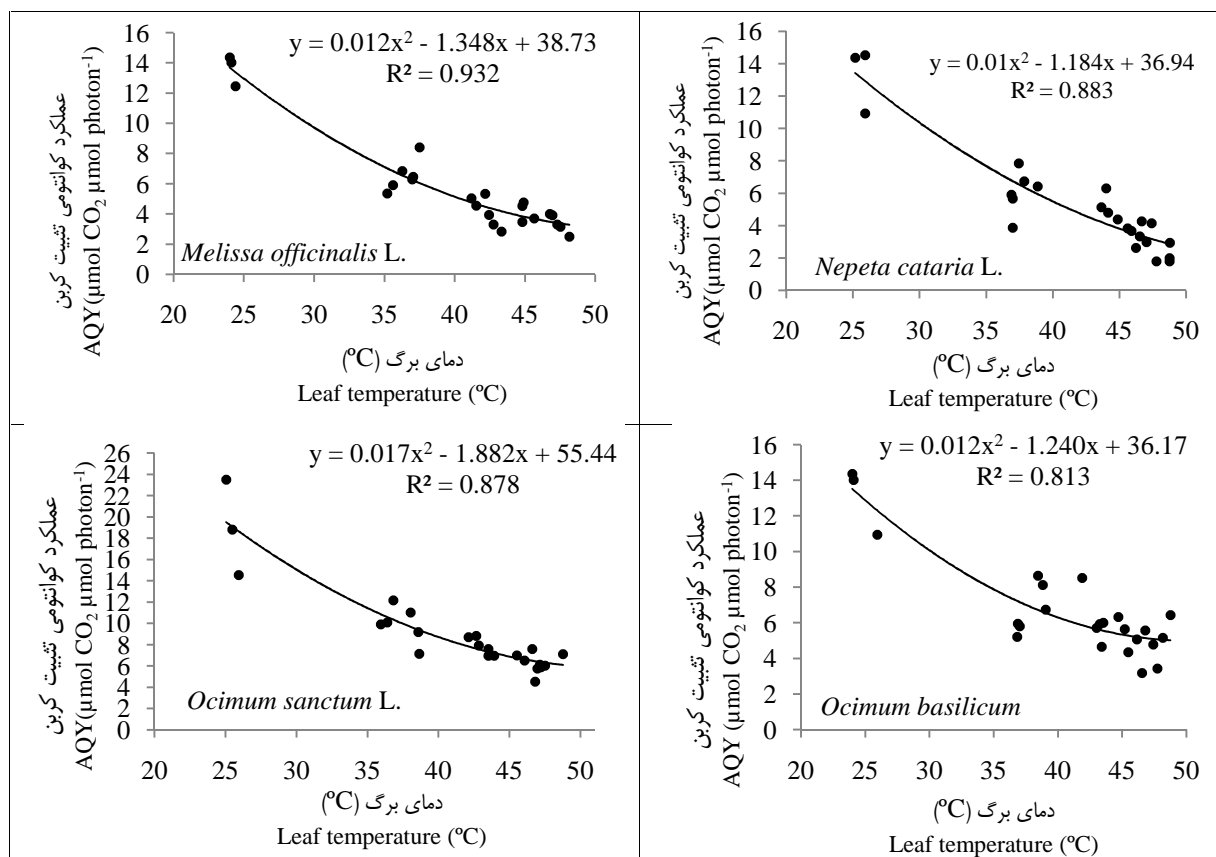 y = 0.012x² - 1.348x + 38.73
R² = 0.932
عملکرد کوانتومی تثبیت کربن
AQY(µmol CO₂ µmol photon⁻¹)
16
14
12
10
8
6
4
2
0
Melissa officinalis L.
20 25 30 35 40 45 50
دمای برگ (ºC)
Leaf temperature (ºC)
y = 0.01x² - 1.184x + 36.94
R² = 0.883
عملکرد کوانتومی تثبیت کربن
AQY (µmol CO₂ µmol photon⁻¹)
16
14
12
10
8
6
4
2
0
Nepeta cataria L.
20 25 30 35 40 45 50
دمای برگ (ºC)
Leaf temperature (ºC)
y = 0.017x² - 1.882x + 55.44
R² = 0.878
عملکرد کوانتومی تثبیت کربن
AQY(µmol CO₂ µmol photon⁻¹)
26
24
22
20
18
16
14
12
10
8
6
4
2
0
Ocimum sanctum L.
20 25 30 35 40 45 50
دمای برگ (ºC)
Leaf temperature (ºC)
y = 0.012x² - 1.240x + 36.17
R² = 0.813
عملکرد کوانتومی تثبیت کربن
AQY (µmol CO₂ µmol photon⁻¹)
16
14
12
10
8
6
4
2
0
Ocimum basilicum
20 25 30 35 40 45 50
دمای برگ (ºC)
Leaf temperature (ºC)